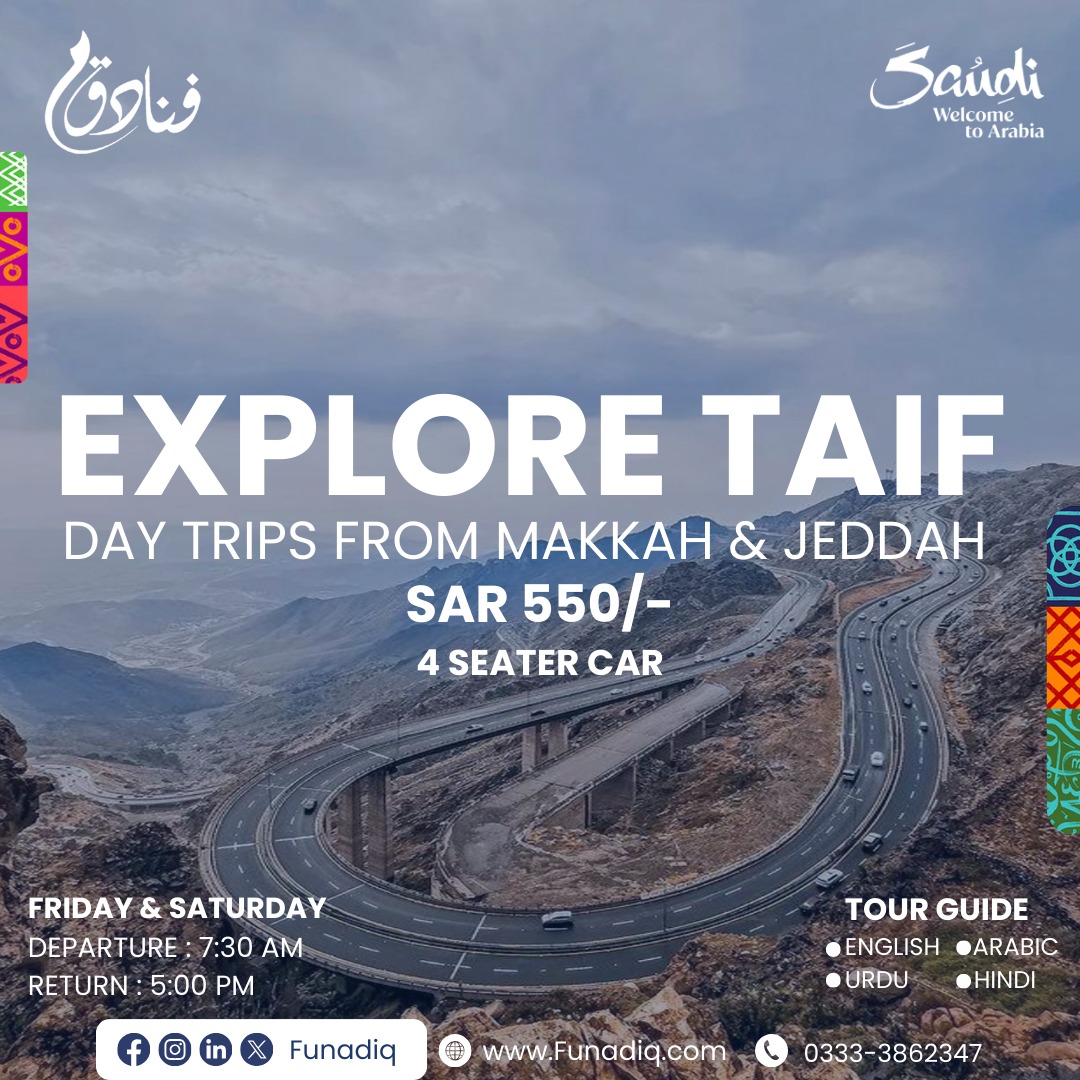 فنادق
Saudi
Welcome
to Arabia
EXPLORE TAIF
DAY TRIPS FROM MAKKAH & JEDDAH
SAR 550/-
4 SEATER CAR
FRIDAY & SATURDAY
DEPARTURE : 7:30 AM
RETURN : 5:00 PM
TOUR GUIDE
ENGLISH ARABIC
URDU HINDI
Funadiq www.Funadiq.com 0333-3862347